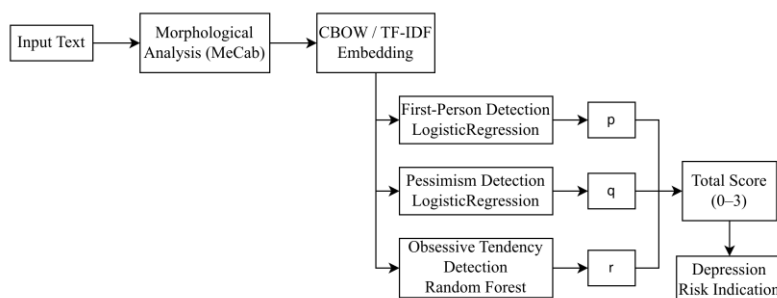 Input Text
Morphological
Analysis (MeCab)
CBOW / TF-IDF
Embedding
First-Person Detection
LogisticRegression
p
Pessimism Detection
LogisticRegression
q
Obsessive Tendency
Detection
Random Forest
r
Total Score
(0–3)
Depression
Risk Indication